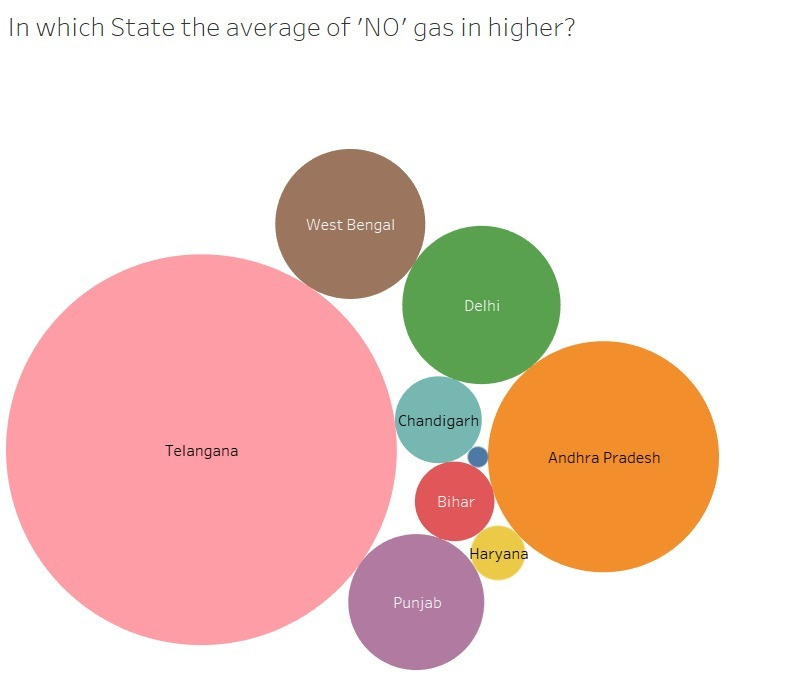 In which State the average of 'NO' gas in higher?
West Bengal
Delhi
Chandigarh
Telangana
Andhra Pradesh
Bihar
Haryana
Punjab